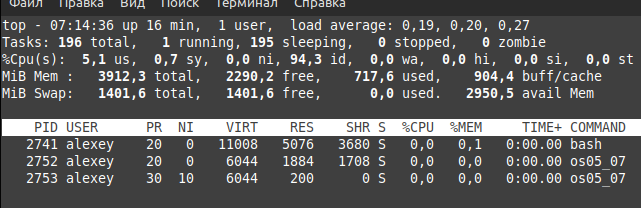 Файл Правка Вид Поиск Терминал Справка
top - 07:14:36 up 16 min, 1 user, load average: 0,19, 0,20, 0,27
Tasks: 196 total, 1 running, 195 sleeping, 0 stopped, 0 zombie
%Cpu(s): 5,1 us, 0,7 sy, 0,0 ni, 94,3 id, 0,0 wa, 0,0 hi, 0,0 si, 0,0 st
MiB Mem : 3912,3 total, 2290,2 free, 717,6 used, 904,4 buff/cache
MiB Swap: 1401,6 total, 1401,6 free, 0,0 used. 2950,5 avail Mem
PID USER PR NI VIRT RES SHR S %CPU %MEM TIME+ COMMAND
2741 alexey 20 0 11008 5076 3680 S 0,0 0,1 0:00.00 bash
2752 alexey 20 0 6044 1884 1708 S 0,0 0,0 0:00.00 os05_07
2753 alexey 30 10 6044 200 0 S 0,0 0,0 0:00.00 os05_07